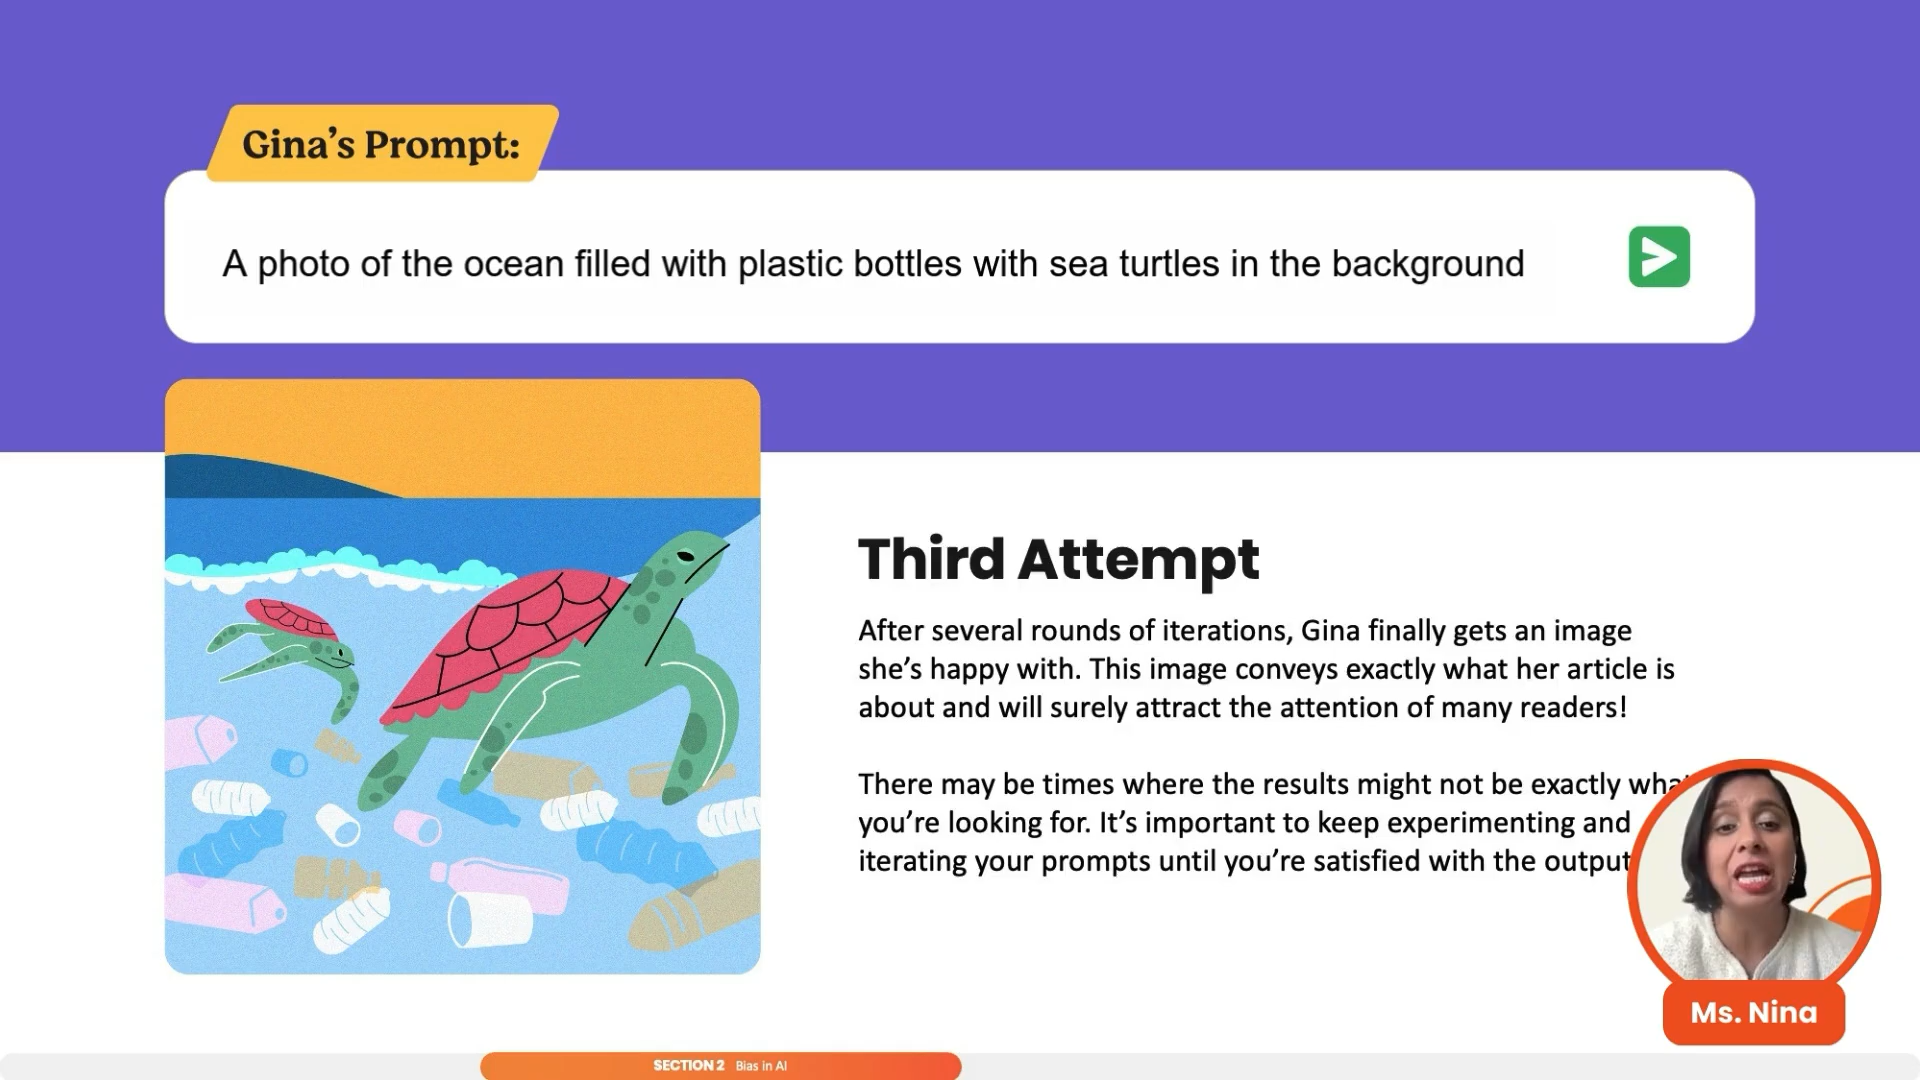 Gina’s Prompt:
A photo of the ocean filled with plastic bottles with sea turtles in the background
Third Attempt
After several rounds of iterations, Gina finally gets an image
she’s happy with. This image conveys exactly what her article is
about and will surely attract the attention of many readers!
There may be times where the results might not be exactly what
you’re looking for. It’s important to keep experimenting and
iterating your prompts until you’re satisfied with the output
Ms. Nina
SECTION 2 Bias in AI